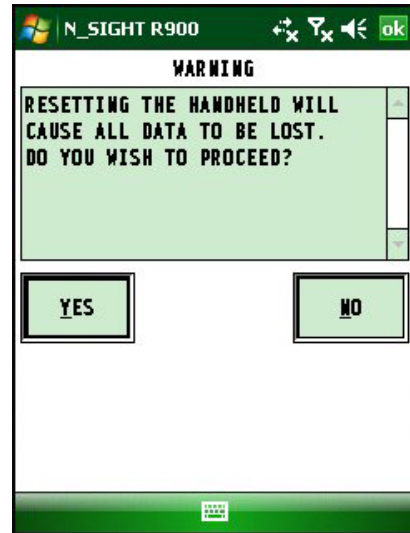 N_SIGHT R900
ok
WARNING
RESETTING THE HANDHELD WILL
CAUSE ALL DATA TO BE LOST.
DO YOU WISH TO PROCEED?
YES
NO